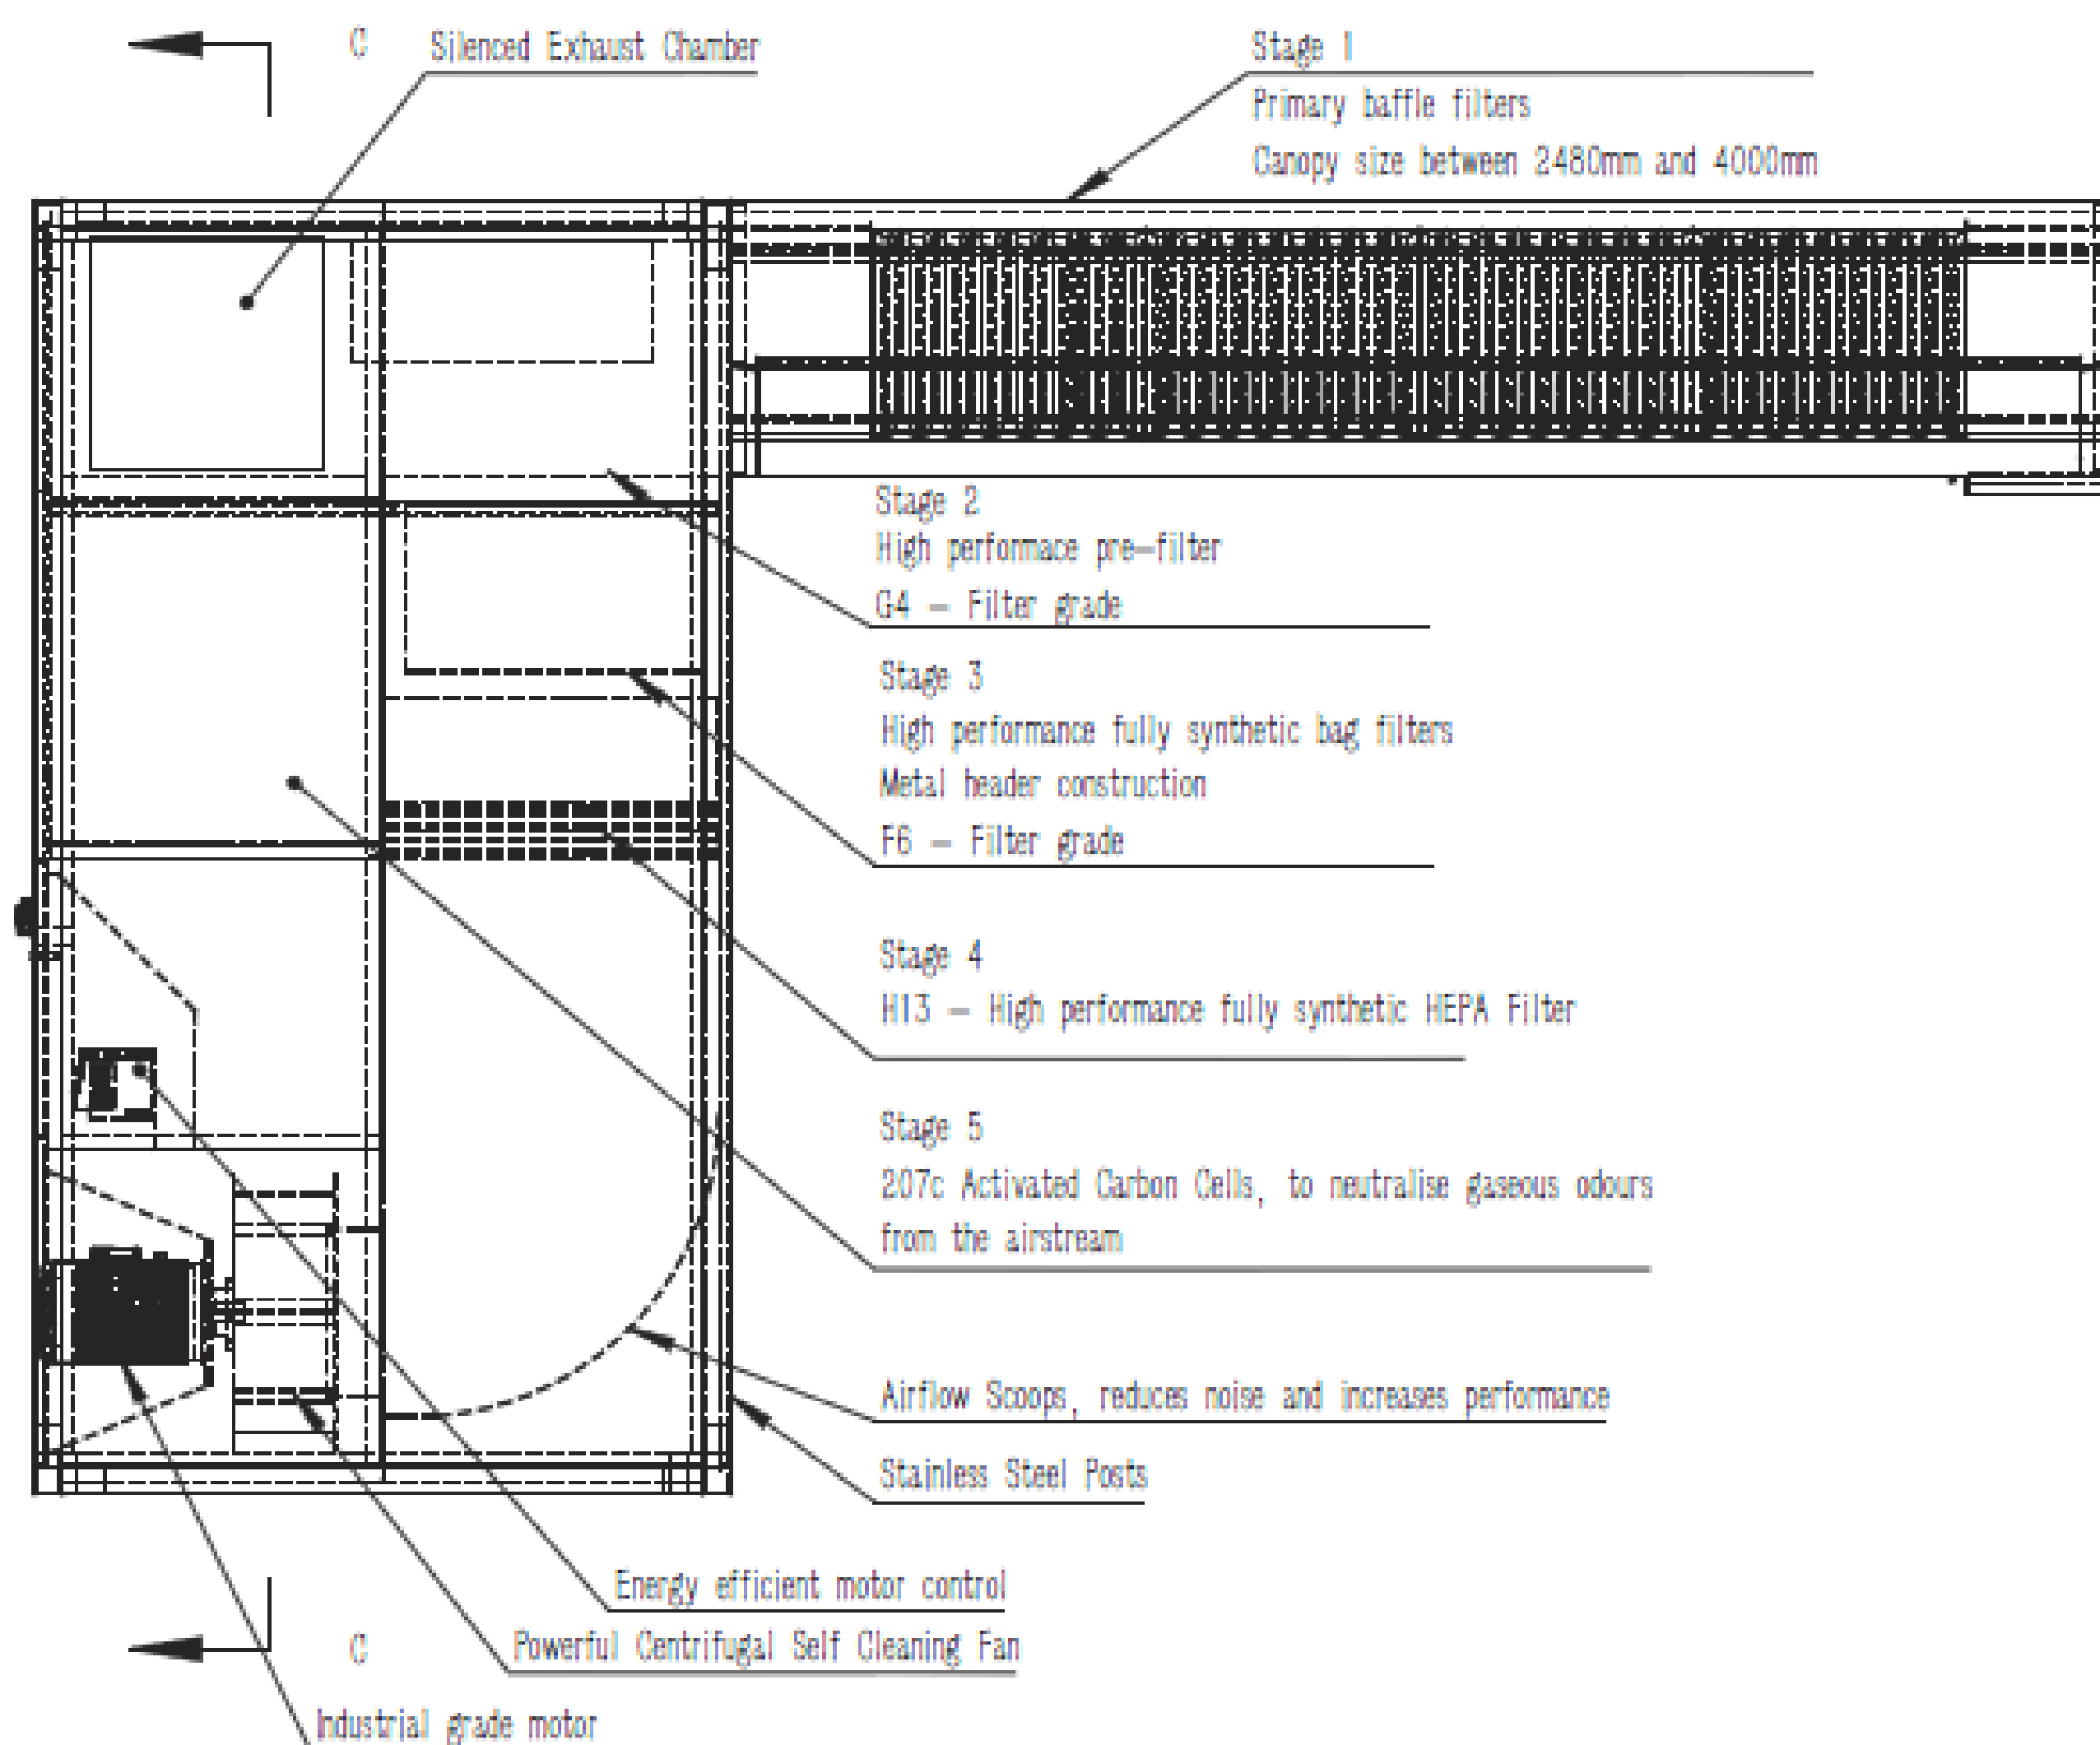 C
Silenced Exhaust Chamber
Stage 1
Primary baffle filters
Canopy size between 2480mm and 4000mm
Stage 2
High performace pre-filter
G4 - Filter grade
Stage 3
High performance fully synthetic bag filters
Metal header construction
F6 - Filter grade
Stage 4
H13 - High performance fully synthetic HEPA Filter
Stage 5
207c Activated Carbon Cells, to neutralise gaseous odours
from the airstream
Airflow Scoops, reduces noise and increases performance
Stainless Steel Posts
Energy efficient motor control
C
Powerful Centrifugal Self Cleaning Fan
Industrial grade motor